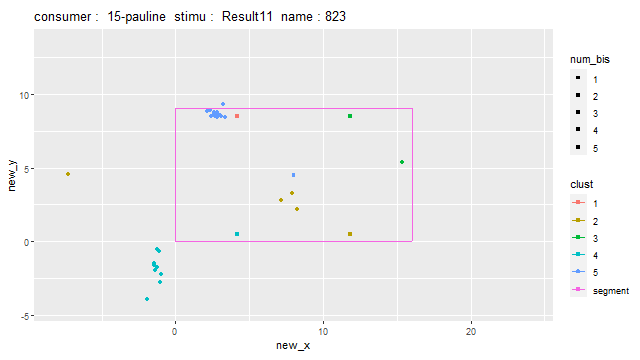 consumer : 15-pauline stimu : Result11 name : 823
num_bis
1
2
3
4
5
clust
1
2
3
4
5
segment
new_y
10
5
0
-5
0
10
20
new_x